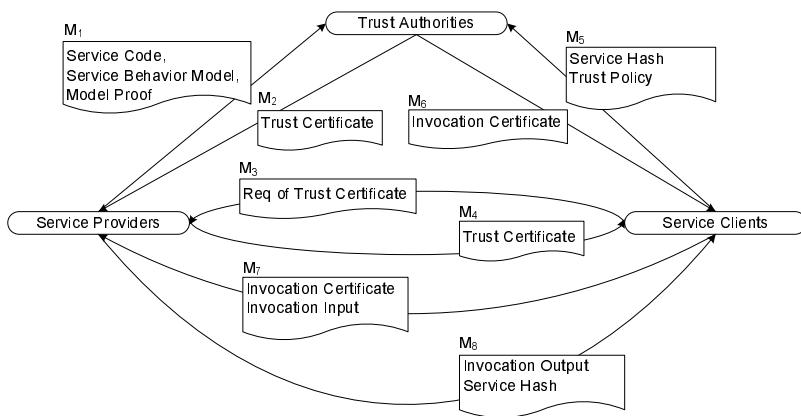 Trust Authorities
M1
Service Code,
Service Behavior Model,
Model Proof
M5
Service Hash
Trust Policy
M2
Trust Certificate
M6
Invocation Certificate
M3
Req of Trust Certificate
Service Providers
M4
Trust Certificate
Service Clients
M7
Invocation Certificate
Invocation Input
M8
Invocation Output
Service Hash